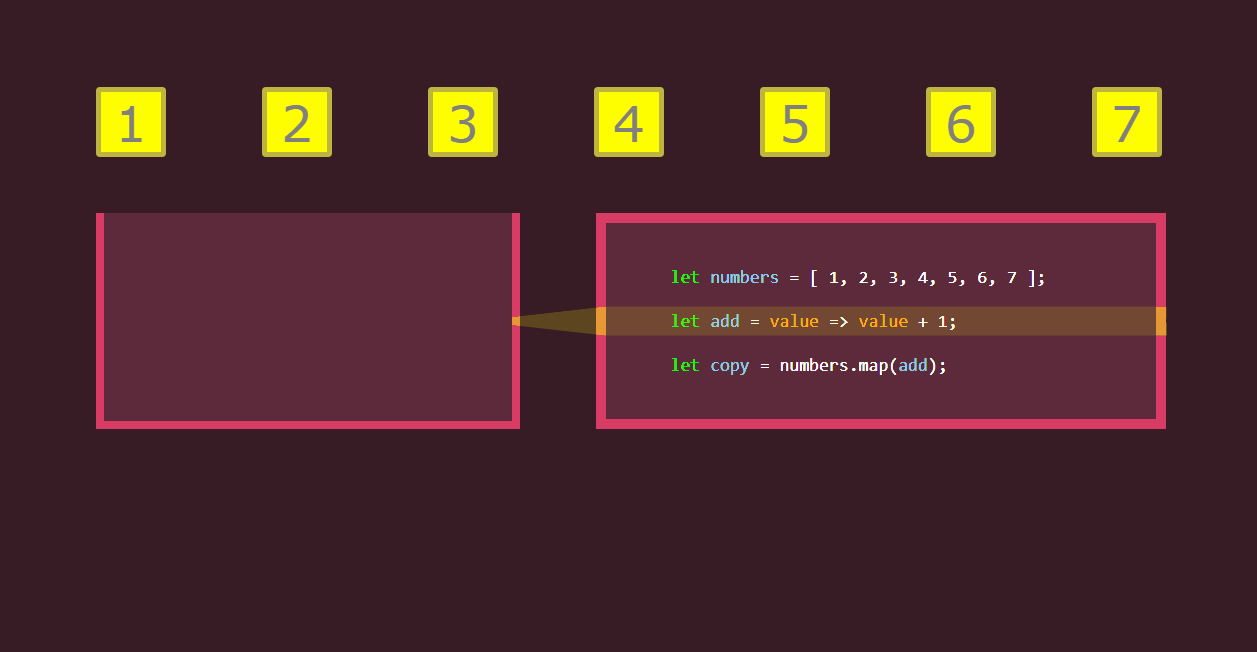 1 2 3 4 5 6 7
let numbers = [ 1, 2, 3, 4, 5, 6, 7 ];
let add = value => value + 1;
let copy = numbers.map(add);